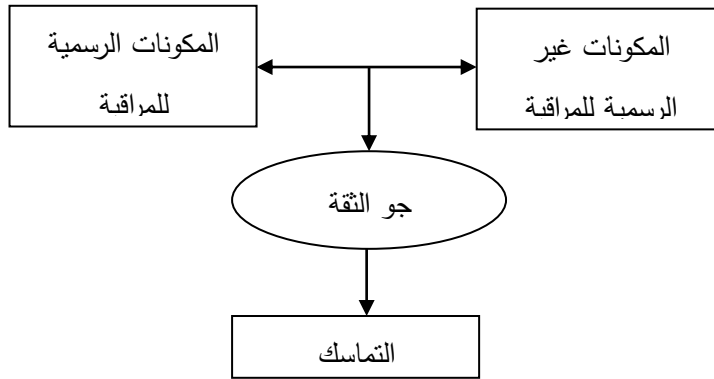 المكونات غير
الرسمية للمراقبة
المكونات الرسمية
للمراقبة
جو الثقة
التماسك